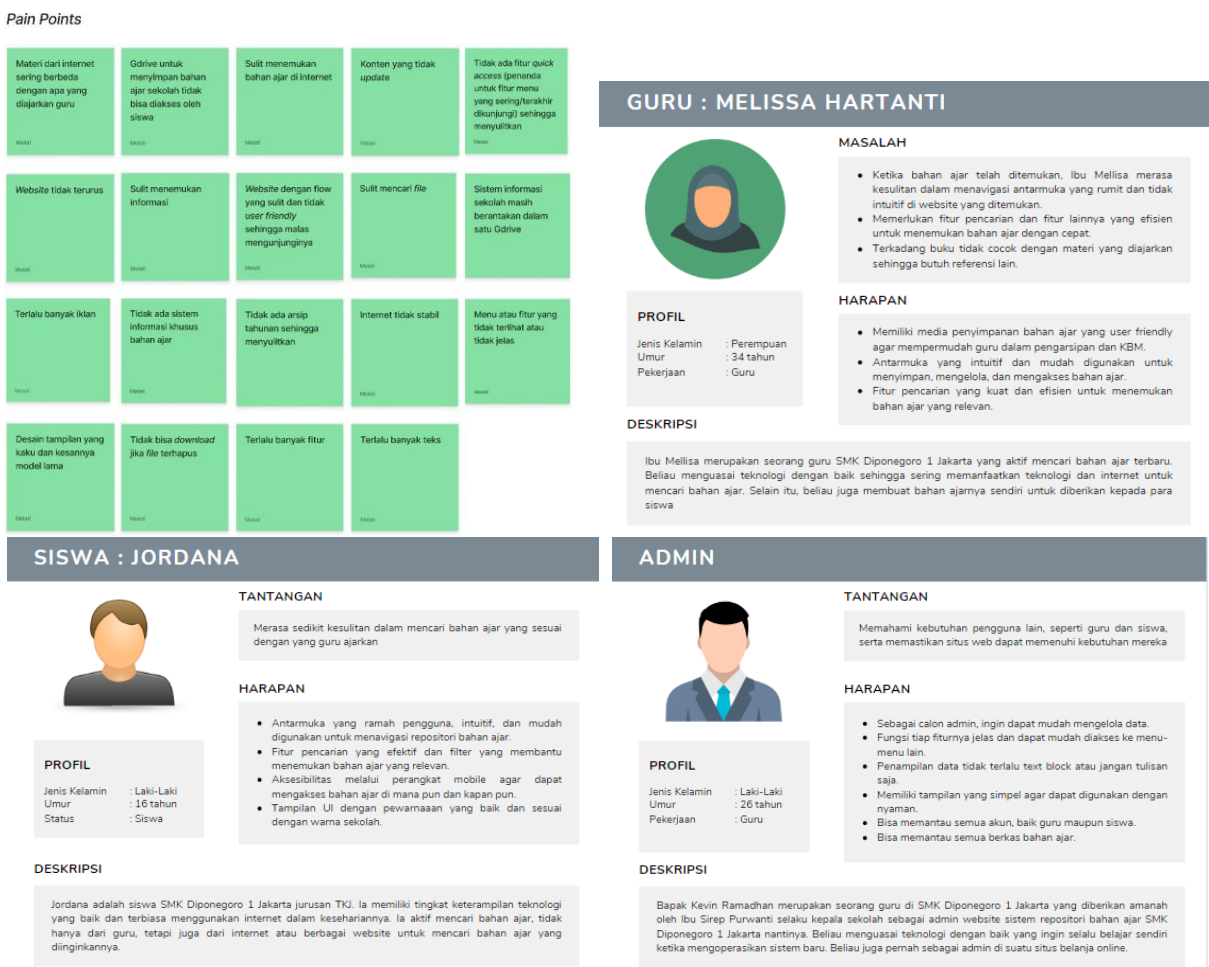 Pain Points
Materi dari internet
sering berbeda
dengan apa yang
diajarkan guru
Melati
Gdrive untuk
menyimpan bahan
ajar sekolah tidak
bisa diakses oleh
siswa
Melati
Sulit menemukan
bahan ajar di internet
Melati
Konten yang tidak
update
Melati
Tidak ada fitur quick
access (penanda
untuk fitur menu
yang sering/terakhir
dikunjungi) sehingga
menyulitkan
Melati
Website tidak terurus
Melati
Sulit menemukan
informasi
Melati
Website dengan flow
yang sulit dan tidak
user friendly
sehingga malas
mengunjunginya
Melati
Sulit mencari file
Melati
Sistem informasi
sekolah masih
berantakan dalam
satu Gdrive
Melati
Terlalu banyak iklan
Melati
Tidak ada sistem
informasi khusus
bahan ajar
Melati
Tidak ada arsip
tahunan sehingga
menyulitkan
Melati
Internet tidak stabil
Melati
Menu atau fitur yang
tidak terlihat atau
tidak jelas
Melati
Desain tampilan yang
kaku dan kesannya
model lama
Melati
Tidak bisa download
jika file terhapus
Melati
Terlalu banyak fitur
Melati
Terlalu banyak teks
Melati
GURU : MELISSA HARTANTI
MASALAH
• Ketika bahan ajar telah ditemukan, Ibu Mellisa merasa
kesulitan dalam menavigasi antarmuka yang rumit dan tidak
intuitif di website yang ditemukan.
• Memerlukan fitur pencarian dan fitur lainnya yang efisien
untuk menemukan bahan ajar dengan cepat.
• Terkadang buku tidak cocok dengan materi yang diajarkan
sehingga butuh referensi lain.
PROFIL
Jenis Kelamin : Perempuan
Umur : 34 tahun
Pekerjaan : Guru
HARAPAN
• Memiliki media penyimpanan bahan ajar yang user friendly
agar mempermudah guru dalam pengarsipan dan KBM.
• Antarmuka yang intuitif dan mudah digunakan untuk
menyimpan, mengelola, dan mengakses bahan ajar.
• Fitur pencarian yang kuat dan efisien untuk menemukan
bahan ajar yang relevan.
DESKRIPSI
Ibu Mellisa merupakan seorang guru SMK Diponegoro 1 Jakarta yang aktif mencari bahan ajar terbaru.
Beliau menguasai teknologi dengan baik sehingga sering memanfaatkan teknologi dan internet untuk
mencari bahan ajar. Selain itu, beliau juga membuat bahan ajarnya sendiri untuk diberikan kepada para
siswa
SISWA : JORDANA
TANTANGAN
Merasa sedikit kesulitan dalam mencari bahan ajar yang sesuai
dengan yang guru ajarkan
HARAPAN
• Antarmuka yang ramah pengguna, intuitif, dan mudah
digunakan untuk menavigasi repositori bahan ajar.
• Fitur pencarian yang efektif dan filter yang membantu
menemukan bahan ajar yang relevan.
• Aksesibilitas melalui perangkat mobile agar dapat
mengakses bahan ajar di mana pun dan kapan pun.
• Tampilan UI dengan pewarnaaan yang baik dan sesuai
dengan warna sekolah.
PROFIL
Jenis Kelamin : Laki-Laki
Umur : 16 tahun
Status : Siswa
DESKRIPSI
Jordana adalah siswa SMK Diponegoro 1 Jakarta jurusan TKJ. Ia memiliki tingkat keterampilan teknologi
yang baik dan terbiasa menggunakan internet dalam kesehariannya. Ia aktif mencari bahan ajar, tidak
hanya dari guru, tetapi juga dari internet atau berbagai website untuk mencari bahan ajar yang
diinginkannya.
ADMIN
TANTANGAN
Memahami kebutuhan pengguna lain, seperti guru dan siswa,
serta memastikan situs web dapat memenuhi kebutuhan mereka
HARAPAN
• Sebagai calon admin, ingin dapat mudah mengelola data.
• Fungsi tiap fiturnya jelas dan dapat mudah diakses ke menu-
menu lain.
• Penampilan data tidak terlalu text block atau jangan tulisan
saja.
• Memiliki tampilan yang simpel agar dapat digunakan dengan
nyaman.
• Bisa memantau semua akun, baik guru maupun siswa.
• Bisa memantau semua berkas bahan ajar.
PROFIL
Jenis Kelamin : Laki-Laki
Umur : 26 tahun
Pekerjaan : Guru
DESKRIPSI
Bapak Kevin Ramadhan merupakan seorang guru di SMK Diponegoro 1 Jakarta yang diberikan amanah
oleh Ibu Sirep Purwanti selaku kepala sekolah sebagai admin website sistem repositori bahan ajar SMK
Diponegoro 1 Jakarta nantinya. Beliau menguasai teknologi dengan baik yang ingin selalu belajar sendiri
ketika mengoperasikan sistem baru. Beliau juga pernah sebagai admin di suatu situs belanja online.